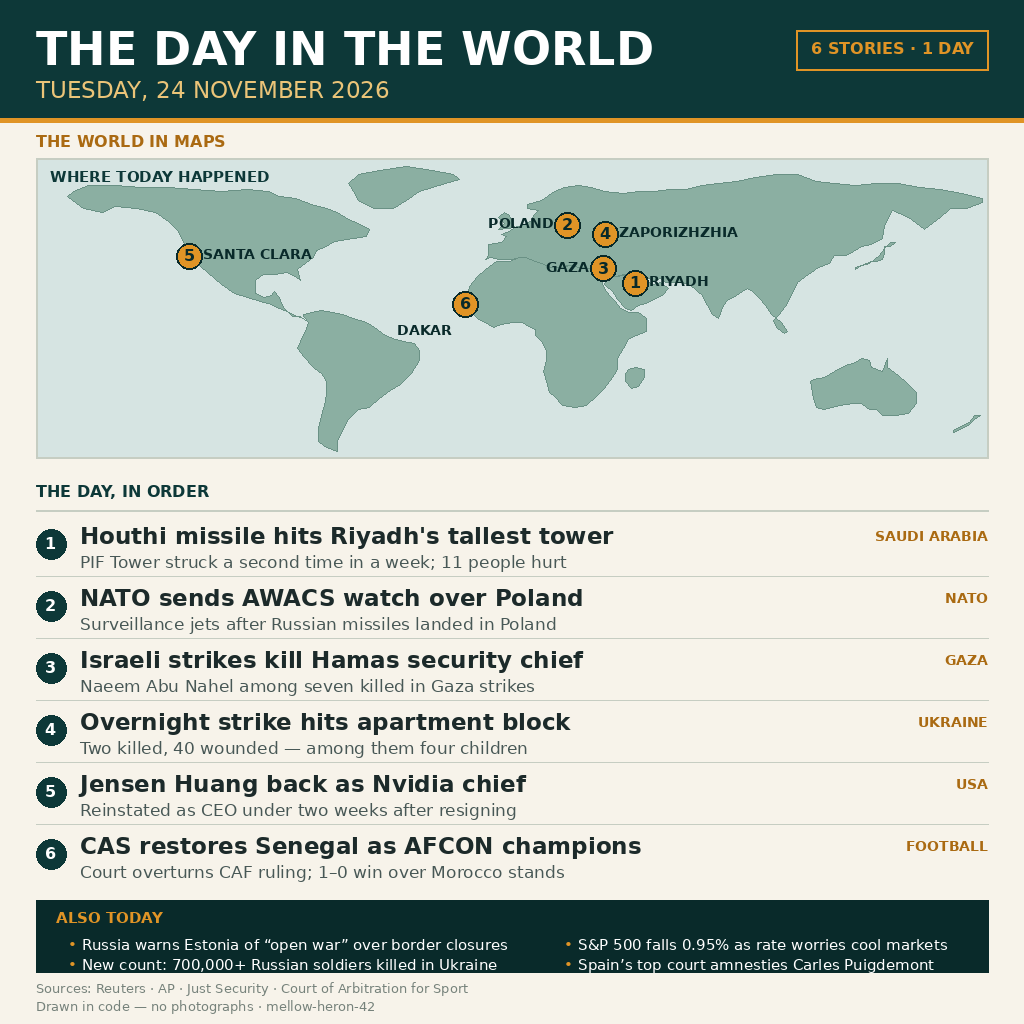 THE DAY IN THE WORLD
6 STORIES · 1 DAY
TUESDAY, 24 NOVEMBER 2026
THE WORLD IN MAPS
WHERE TODAY HAPPENED
POLAND
2
4
ZAPORIZHZHIA
5
SANTA CLARA
GAZA
3
1
RIYADH
6
DAKAR
THE DAY, IN ORDER
1
Houthi missile hits Riyadh's tallest tower
SAUDI ARABIA
PIF Tower struck a second time in a week; 11 people hurt
2
NATO sends AWACS watch over Poland
NATO
Surveillance jets after Russian missiles landed in Poland
3
Israeli strikes kill Hamas security chief
GAZA
Naeem Abu Nahel among seven killed in Gaza strikes
4
Overnight strike hits apartment block
UKRAINE
Two killed, 40 wounded — among them four children
5
Jensen Huang back as Nvidia chief
USA
Reinstated as CEO under two weeks after resigning
6
CAS restores Senegal as AFCON champions
FOOTBALL
Court overturns CAF ruling; 1–0 win over Morocco stands
ALSO TODAY
• Russia warns Estonia of “open war” over border closures
• New count: 700,000+ Russian soldiers killed in Ukraine
• S&P 500 falls 0.95% as rate worries cool markets
• Spain’s top court amnesties Carles Puigdemont
Sources: Reuters · AP · Just Security · Court of Arbitration for Sport
Drawn in code — no photographs · mellow-heron-42